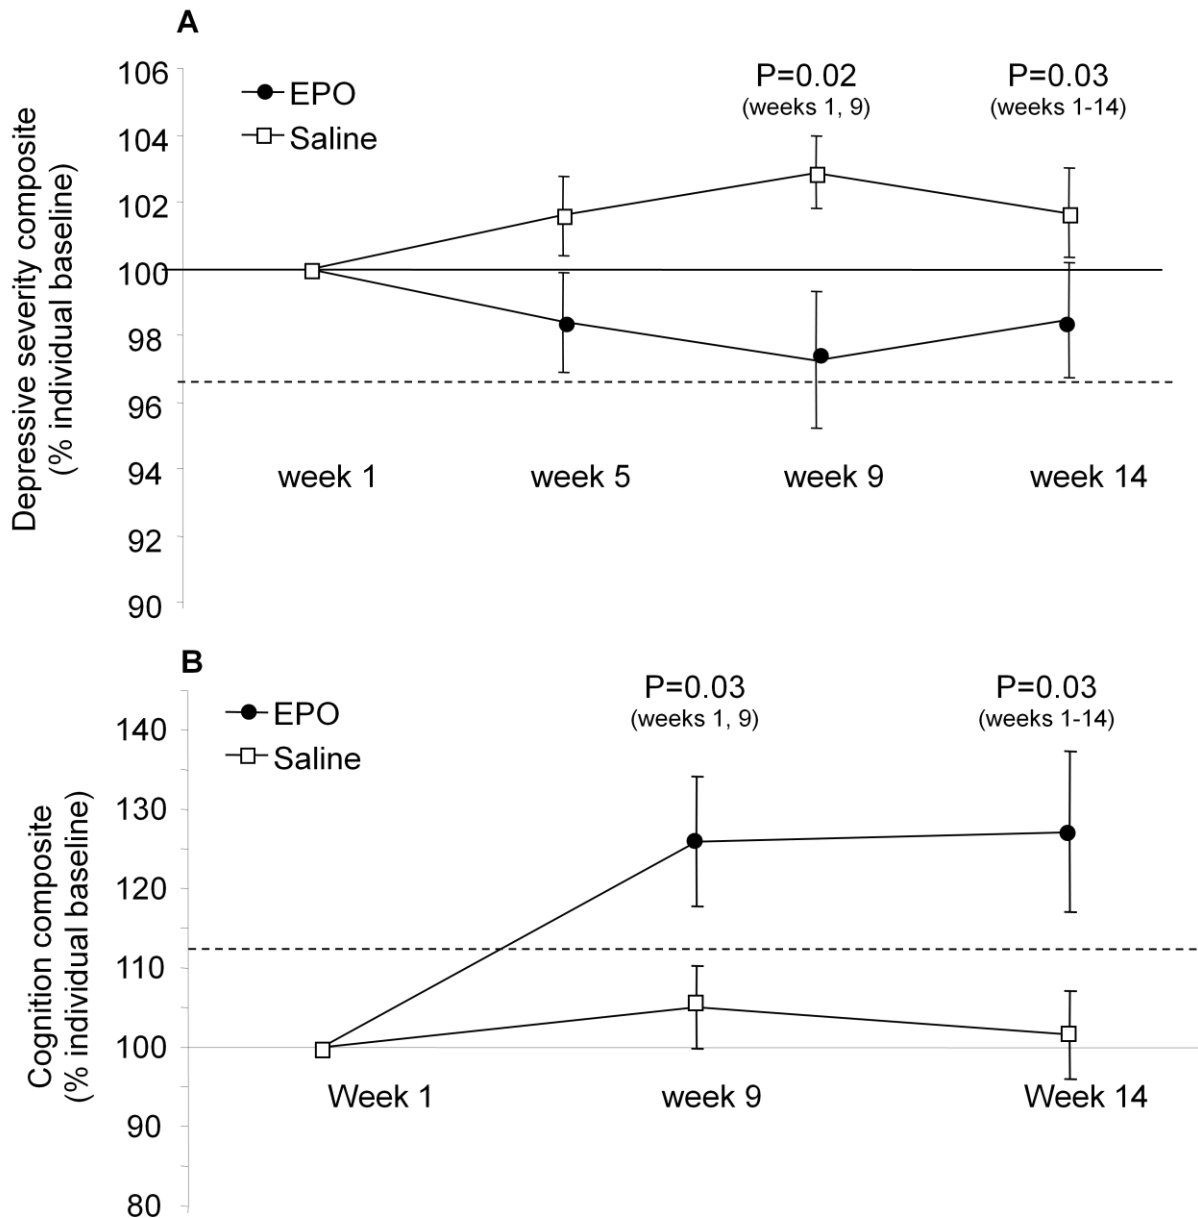 A
106
104
102
100
98
96
94
92
90
Depressive severity composite
(% individual baseline)
EPO
Saline
P=0.02
(weeks 1, 9)
P=0.03
(weeks 1-14)
week 1
week 5
week 9
week 14
B
140
130
120
110
100
90
80
Cognition composite
(% individual baseline)
EPO
Saline
P=0.03
(weeks 1, 9)
P=0.03
(weeks 1-14)
Week 1
week 9
Week 14